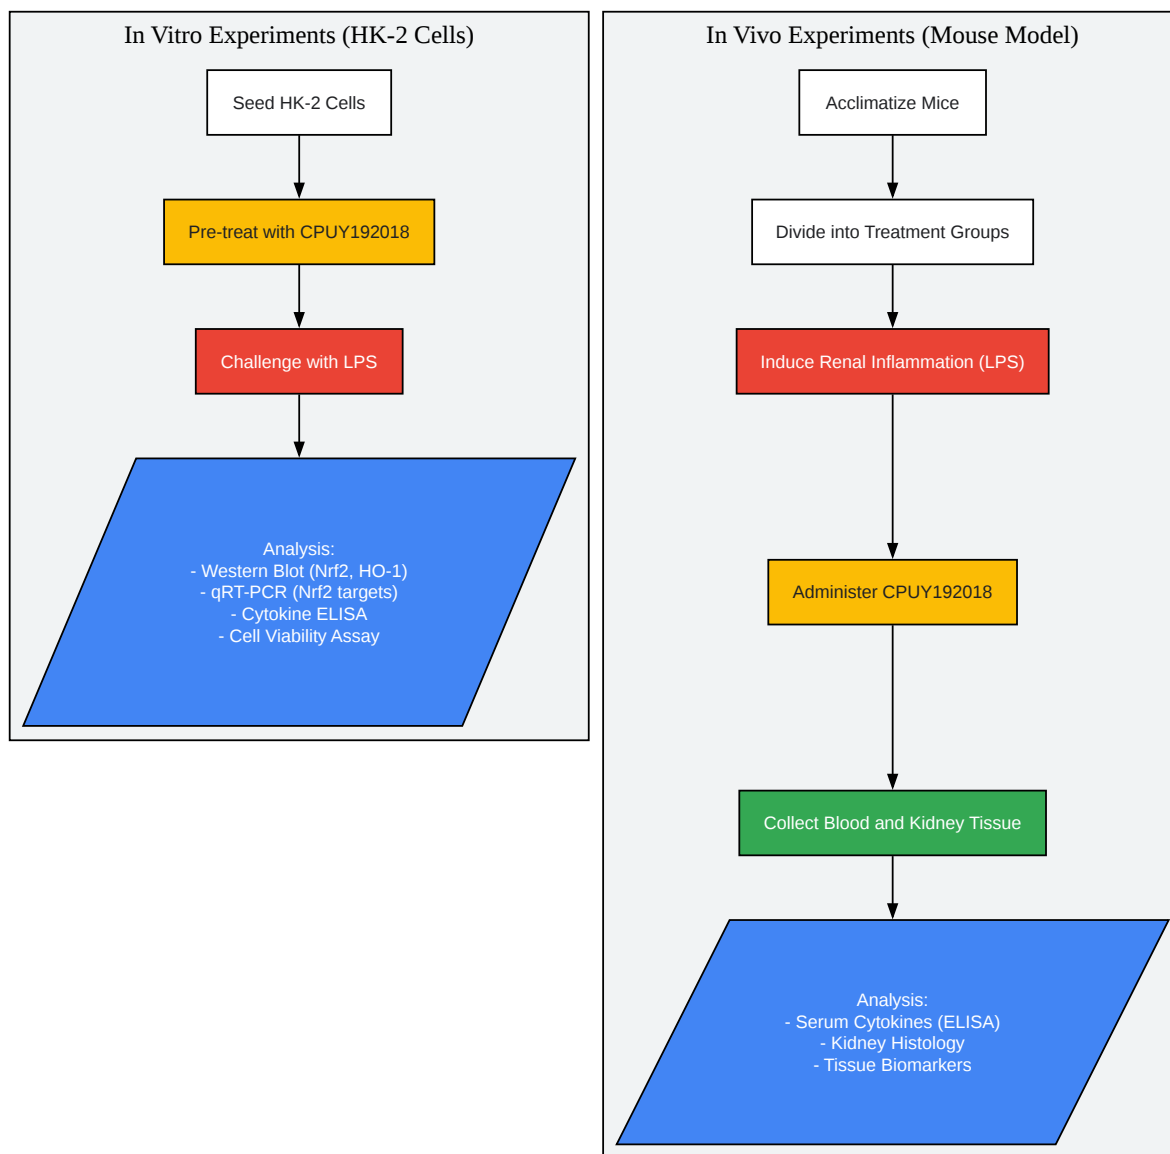 In Vitro Experiments (HK-2 Cells)
Seed HK-2 Cells
Pre-treat with CPUY192018
Challenge with LPS
Analysis:
- Western Blot (Nrf2, HO-1)
- qRT-PCR (Nrf2 targets)
- Cytokine ELISA
- Cell Viability Assay
In Vivo Experiments (Mouse Model)
Acclimatize Mice
Divide into Treatment Groups
Induce Renal Inflammation (LPS)
Administer CPUY192018
Collect Blood and Kidney Tissue
Analysis:
- Serum Cytokines (ELISA)
- Kidney Histology
- Tissue Biomarkers